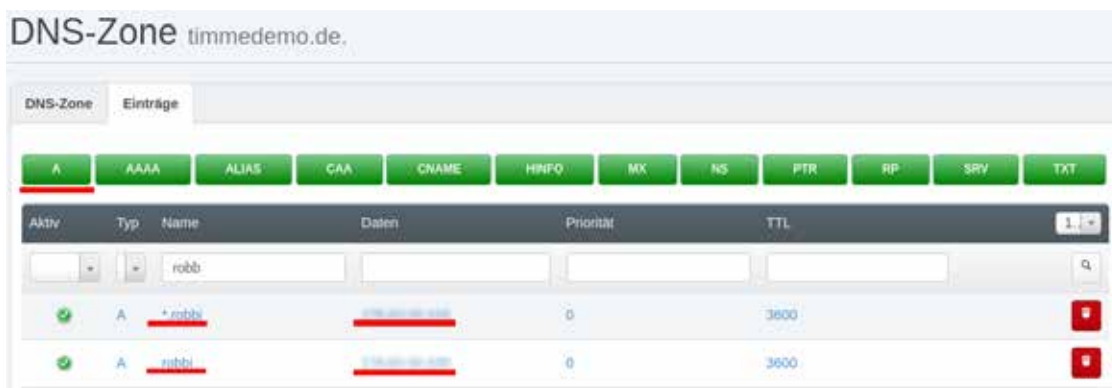 DNS-Zone timmedemo.de.
DNS-Zone Einträge
A AAAA ALIAS CAA CNAME HINFO MX NS PTR RP SRV TXT
Aktiv Typ Name Daten Priorität TTL 1..
robb
A *.robbi 0 3600
A robbi 0 3600